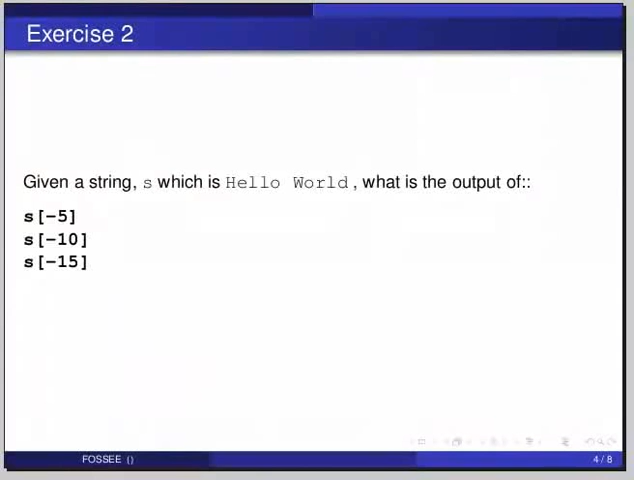 Exercise 2
Given a string, s which is Hello World , what is the output of::
s[-5]
s[-10]
s[-15]
FOSSEE () 4 / 8